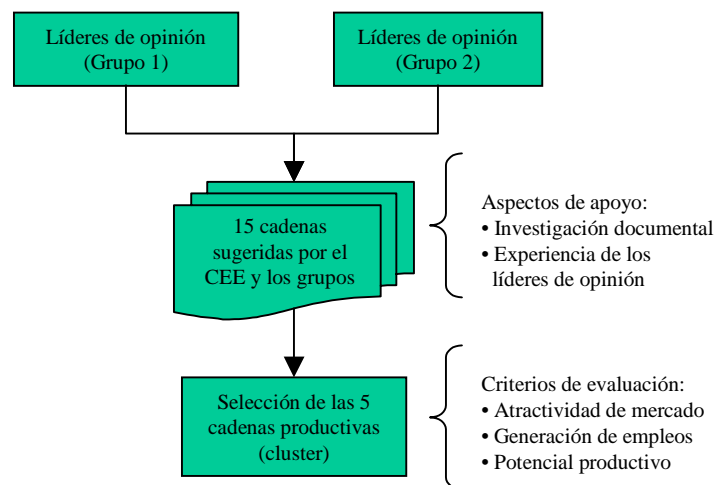 Líderes de opinión
(Grupo 1)
Líderes de opinión
(Grupo 2)
15 cadenas
sugeridas por el
CEE y los grupos
Aspectos de apoyo:
• Investigación documental
• Experiencia de los
líderes de opinión
Selección de las 5
cadenas productivas
(cluster)
Criterios de evaluación:
• Atractividad de mercado
• Generación de empleos
• Potencial productivo